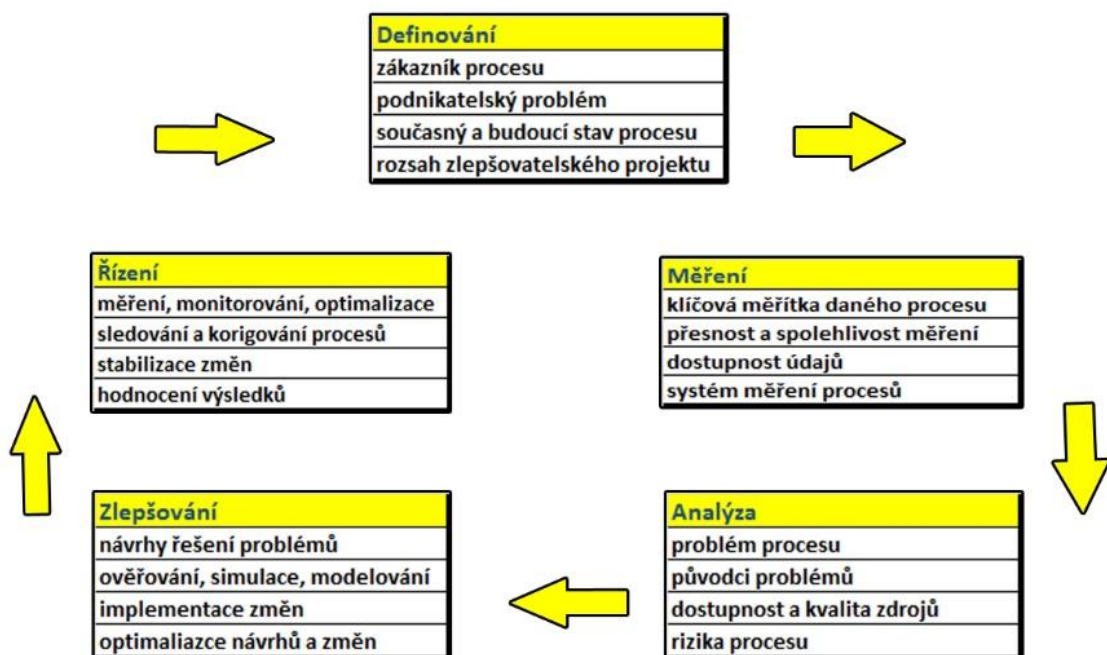 Definování
zákazník procesu
podnikatelský problém
současný a budoucí stav procesu
rozsah zlepšovatelského projektu
Řízení
měření, monitorování, optimalizace
sledování a korigování procesů
stabilizace změn
hodnocení výsledků
Měření
klíčová měřítka daného procesu
přesnost a spolehlivost měření
dostupnost údajů
systém měření procesů
Zlepšování
návrhy řešení problémů
ověřování, simulace, modelování
implementace změn
optimaliazce návrhů a změn
Analýza
problém procesu
původci problémů
dostupnost a kvalita zdrojů
rizika procesu